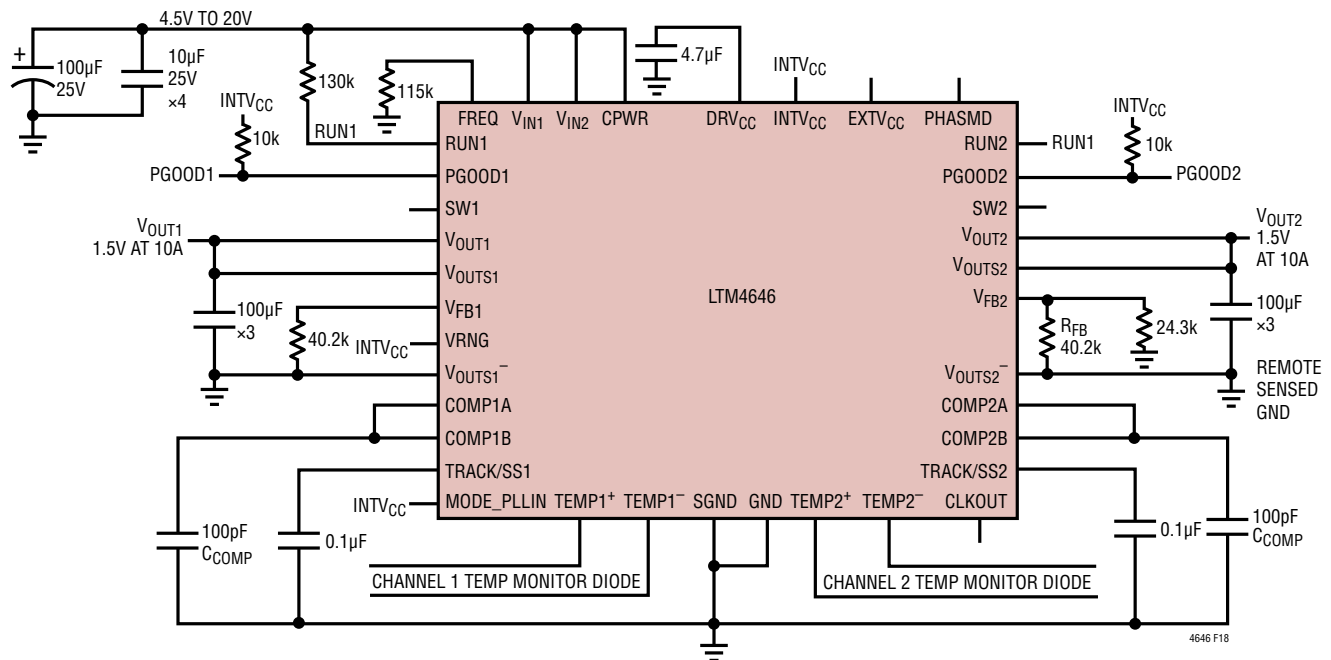 4.5V TO 20V
+
100µF
25V
10µF
25V
×4
130k
115k
4.7µF
INTVCC
INTVCC
10k
RUN1
PGOOD1
FREQ
VIN1
VIN2
CPWR
DRVCC
INTVCC
EXTVCC
PHASMD
RUN1
RUN2
RUN1
INTVCC
10k
PGOOD1
PGOOD2
PGOOD2
SW1
SW2
VOUT1
1.5V AT 10A
VOUT1
VOUT2
VOUT2
1.5V
AT 10A
VOUTS1
VOUTS2
LTM4646
100µF
×3
40.2k
VFB1
VFB2
RFB
40.2k
24.3k
100µF
×3
INTVCC
VRNG
VOUTS1–
VOUTS2–
REMOTE
SENSED
GND
COMP1A
COMP2A
COMP1B
COMP2B
TRACK/SS1
TRACK/SS2
INTVCC
MODE_PLLIN
TEMP1+
TEMP1–
SGND
GND
TEMP2+
TEMP2–
CLKOUT
100pF
CCOMP
0.1µF
CHANNEL 1 TEMP MONITOR DIODE
CHANNEL 2 TEMP MONITOR DIODE
0.1µF
100pF
CCOMP
4646 F18